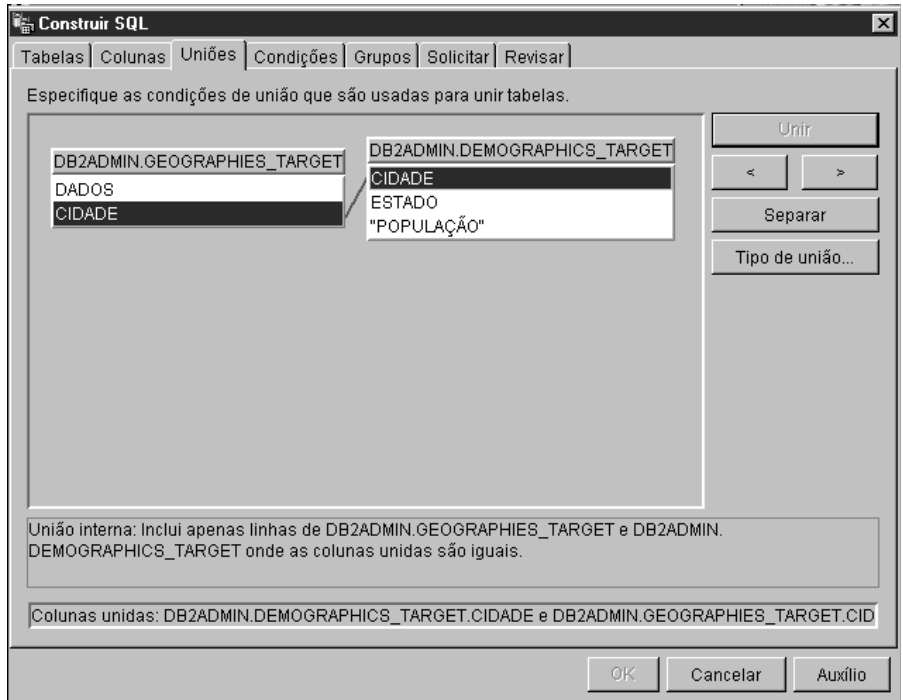 Construir SQL
Tabelas Colunas Uniões Condições Grupos Solicitar Revisar
Especifique as condições de união que são usadas para unir tabelas.
DB2ADMIN.GEOGRAPHIES_TARGET
DADOS
CIDADE
DB2ADMIN.DEMOGRAPHICS_TARGET
CIDADE
ESTADO
"POPULAÇÃO"
Unir
< >
Separar
Tipo de união...
União interna: Inclui apenas linhas de DB2ADMIN.GEOGRAPHIES_TARGET e DB2ADMIN.
DEMOGRAPHICS_TARGET onde as colunas unidas são iguais.
Colunas unidas: DB2ADMIN.DEMOGRAPHICS_TARGET.CIDADE e DB2ADMIN.GEOGRAPHIES_TARGET.CID
OK Cancelar Auxílio